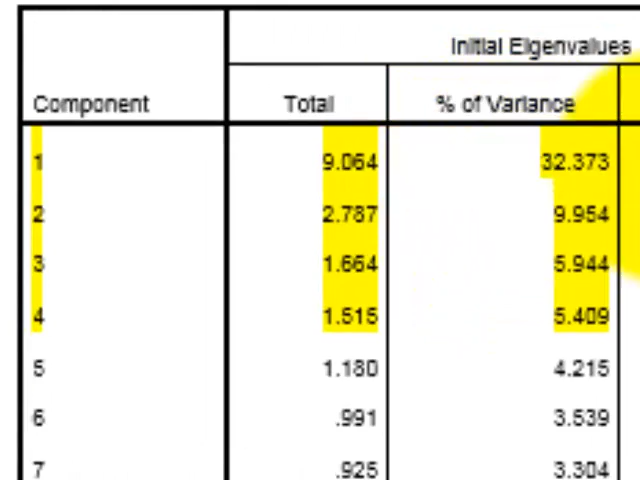 Initial Eigenvalues
Component Total % of Variance
1 9.064 32.373
2 2.787 9.954
3 1.664 5.944
4 1.515 5.409
5 1.180 4.215
6 .991 3.539
7 .925 3.304